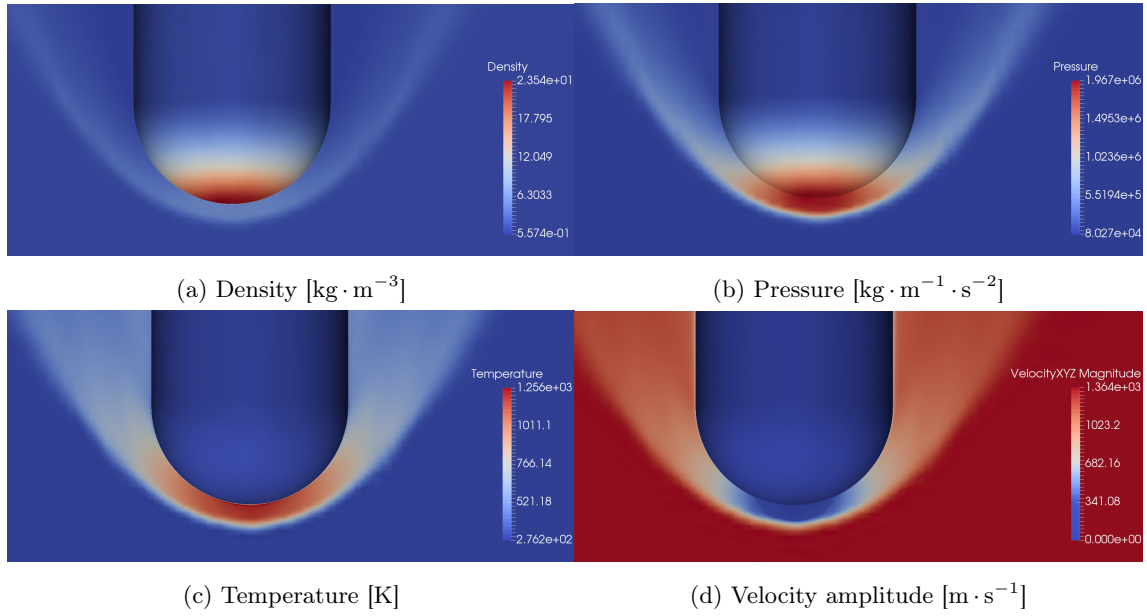 Density
2.354e+01
17.795
12.049
6.3033
5.574e-01
Pressure
1.967e+06
1.4953e+6
1.0236e+6
5.5194e+5
8.027e+04
(a) Density [kg · m⁻³]
(b) Pressure [kg · m⁻¹ · s⁻²]
Temperature
1.256e+03
1011.1
766.14
521.18
2.762e+02
VelocityXYZ Magnitude
1.364e+03
1023.2
682.16
341.08
0.000e+00
(c) Temperature [K]
(d) Velocity amplitude [m · s⁻¹]